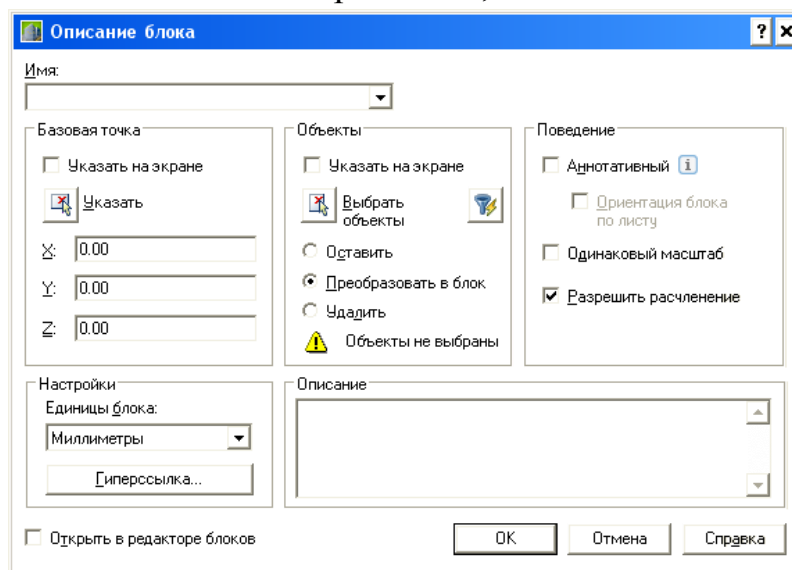 Описание блока
Имя:
Базовая точка
Указать на экране
Указать
X: 0.00
Y: 0.00
Z: 0.00
Объекты
Указать на экране
Выбрать
объекты
Оставить
Преобразовать в блок
Удалить
Объекты не выбраны
Поведение
Аннотативный
Ориентация блока
по листу
Одинаковый масштаб
Разрешить расчленение
Настройки
Единицы блока:
Миллиметры
Гиперссылка...
Описание
Открыть в редакторе блоков
OK
Отмена
Справка